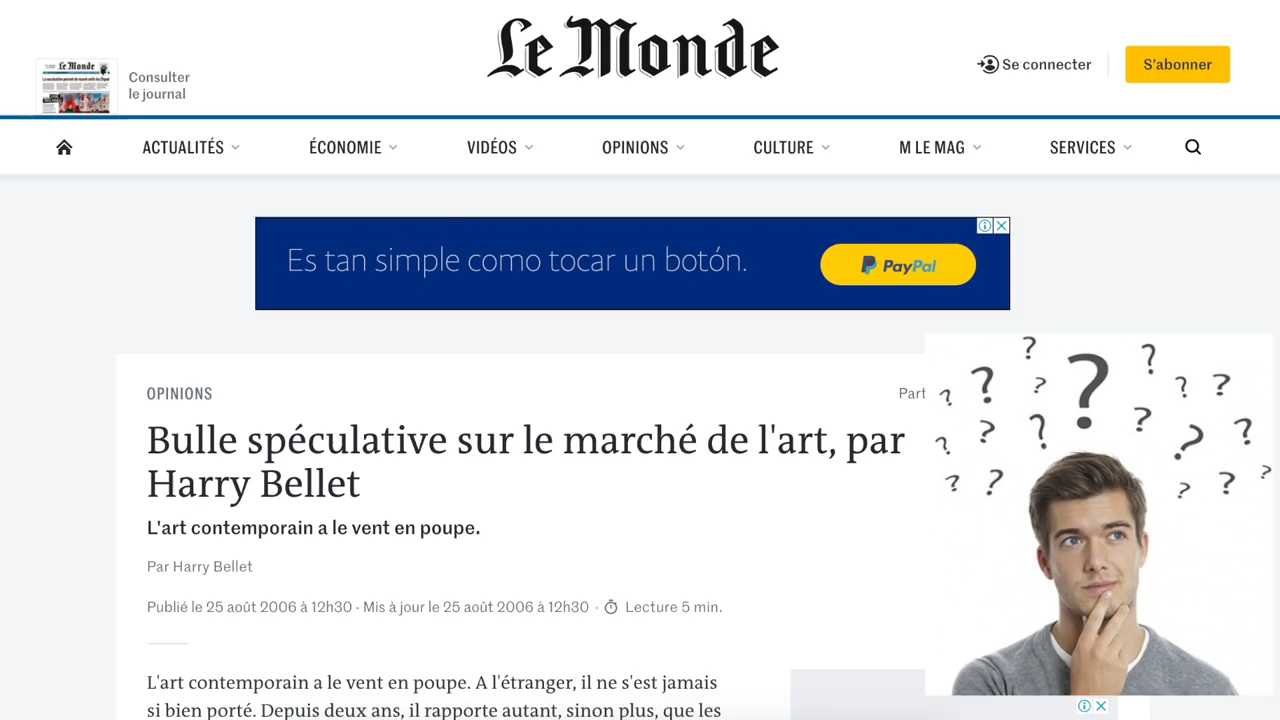 Le Monde
Le Monde
Consulter
le journal
Se connecter
S'abonner
ACTUALITÉS
ÉCONOMIE
VIDÉOS
OPINIONS
CULTURE
M LE MAG
SERVICES
Es tan simple como tocar un botón.
PayPal
OPINIONS
Part
Bulle spéculative sur le marché de l'art, par
Harry Bellet
L'art contemporain a le vent en poupe.
Par Harry Bellet
Publié le 25 août 2006 à 12h30 - Mis à jour le 25 août 2006 à 12h30 • Lecture 5 min.
L'art contemporain a le vent en poupe. A l'étranger, il ne s'est jamais
si bien porté. Depuis deux ans, il rapporte autant, sinon plus, que les